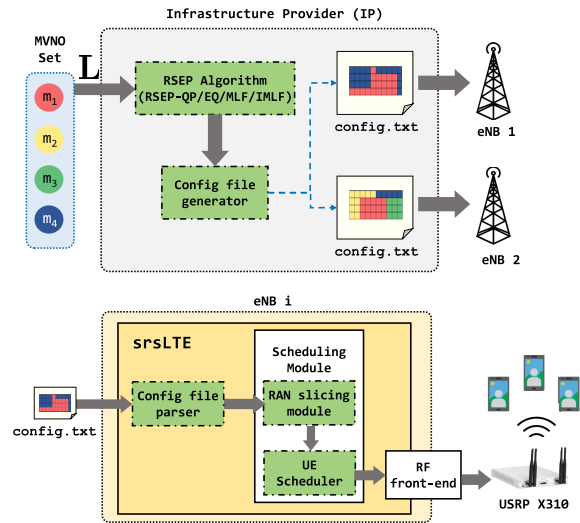 Infrastructure Provider (IP)
MVNO
Set
L
m1
m2
m3
m4
RSEP Algorithm
(RSEP-QP/EQ/MLF/IMLF)
Config file
generator
config.txt
config.txt
eNB 1
eNB 2
eNB i
srsLTE
config.txt
Config file
parser
Scheduling
Module
RAN slicing
module
UE
Scheduler
RF
front-end
USRP X310